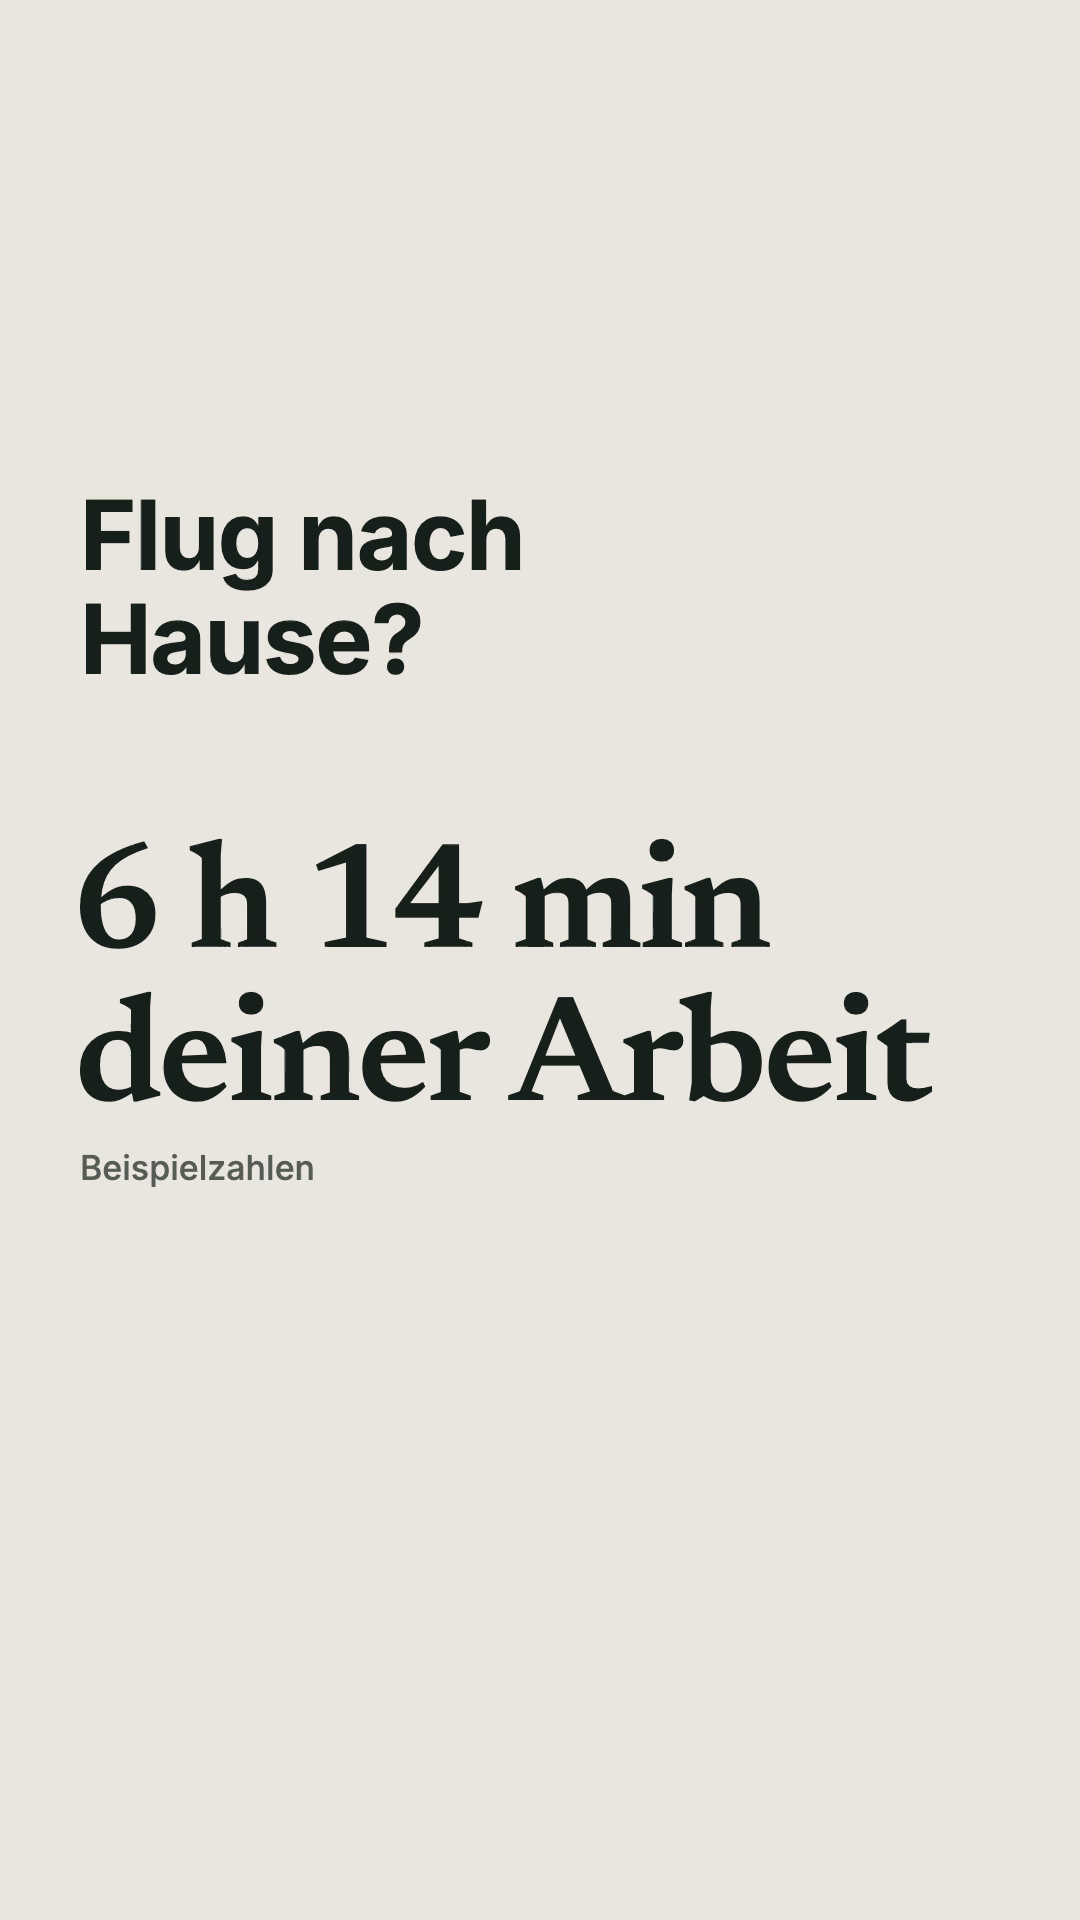 Flug nach
Hause?
6 h 14 min
deiner Arbeit
Beispielzahlen